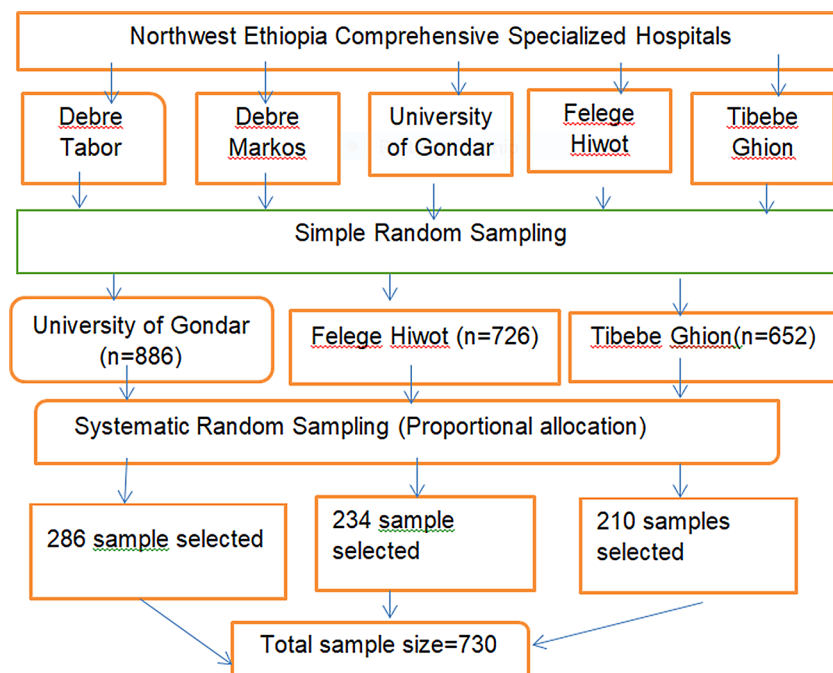 Northwest Ethiopia Comprehensive Specialized Hospitals
Debre
Tabor
Debre
Markos
University
of Gondar
Felege
Hiwot
Tibebe
Ghion
Simple Random Sampling
University of Gondar
(n=886)
Felege Hiwot (n=726)
Tibebe Ghion(n=652)
Systematic Random Sampling (Proportional allocation)
286 sample selected
234 sample
selected
210 samples
selected
Total sample size=730